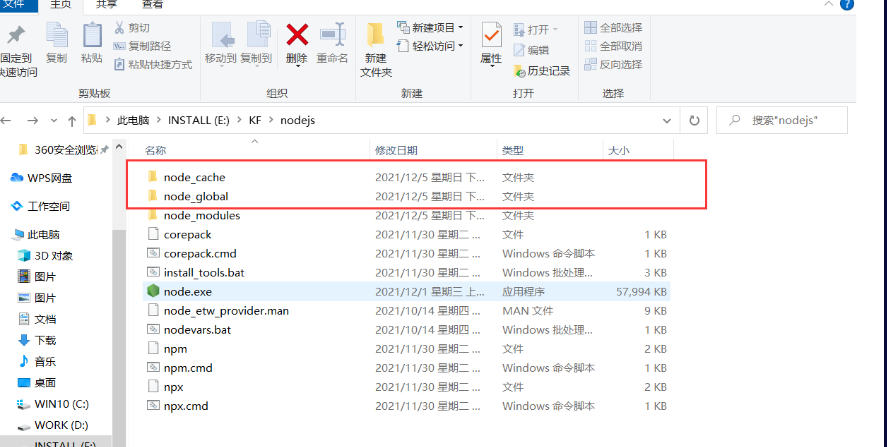 文件 主页 共享 查看
固定到快速访问 复制 粘贴 剪切 复制路径 粘贴快捷方式 移动到 复制到 删除 重命名 新建文件夹 新建项目 轻松访问 属性 打开 编辑 历史记录 全部选择 全部取消 反向选择
剪贴板 组织 新建 打开 选择
此电脑 > INSTALL (E:) > KF > nodejs
搜索"nodejs"
名称 修改日期 类型 大小
360安全浏览
WPS网盘
工作空间
此电脑
3D 对象
图片
图片
文档
下载
音乐
桌面
WIN10 (C:)
WORK (D:)
INSTALL (E:)
node_cache 2021/12/5 星期日 下... 文件夹
node_global 2021/12/5 星期日 下... 文件夹
node_modules 2021/12/5 星期日 下... 文件夹
corepack 2021/11/30 星期二 ... 文件 1 KB
corepack.cmd 2021/11/30 星期二 ... Windows 命令脚本 1 KB
install_tools.bat 2021/11/30 星期二 ... Windows 批处理... 3 KB
node.exe 2021/12/1 星期三 上... 应用程序 57,994 KB
node_etw_provider.man 2021/10/14 星期四 ... MAN 文件 9 KB
nodevars.bat 2021/10/14 星期四 ... Windows 批处理... 1 KB
npm 2021/11/30 星期二 ... 文件 2 KB
npm.cmd 2021/11/30 星期二 ... Windows 命令脚本 1 KB
npx 2021/11/30 星期二 ... 文件 2 KB
npx.cmd 2021/11/30 星期二 ... Windows 命令脚本 1 KB